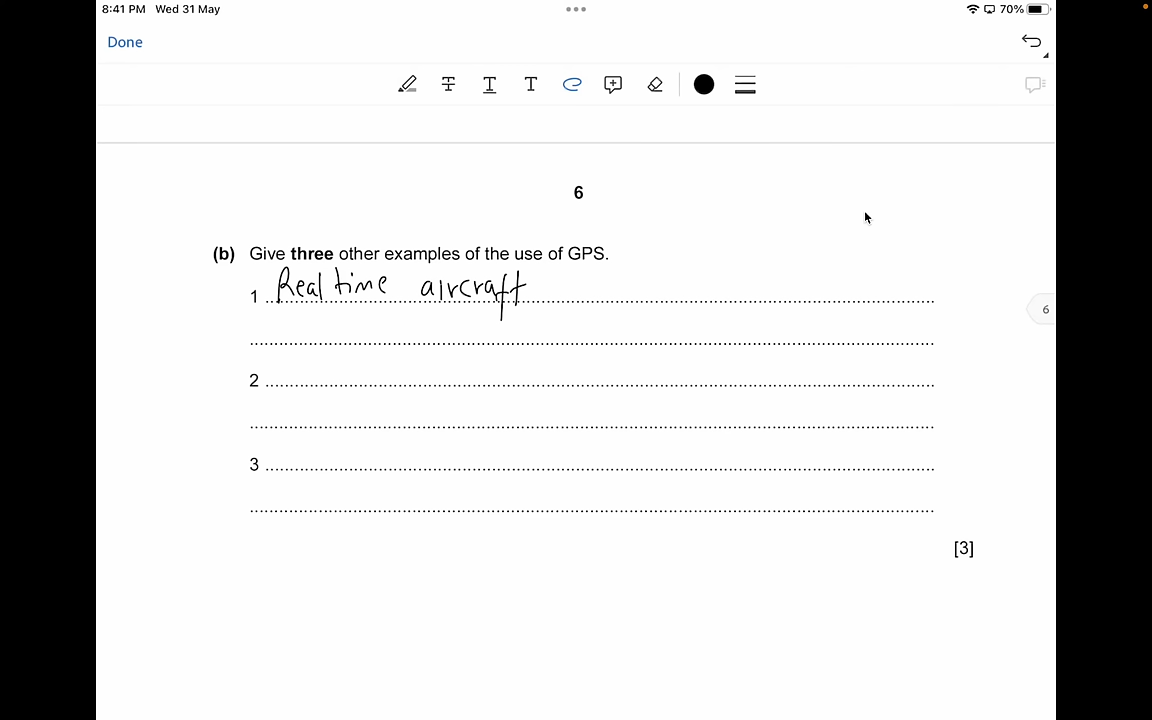 8:41 PM Wed 31 May
70%
Done
T T T
6
(b) Give three other examples of the use of GPS.
1 Real time aircraft
6
2
3
[3]